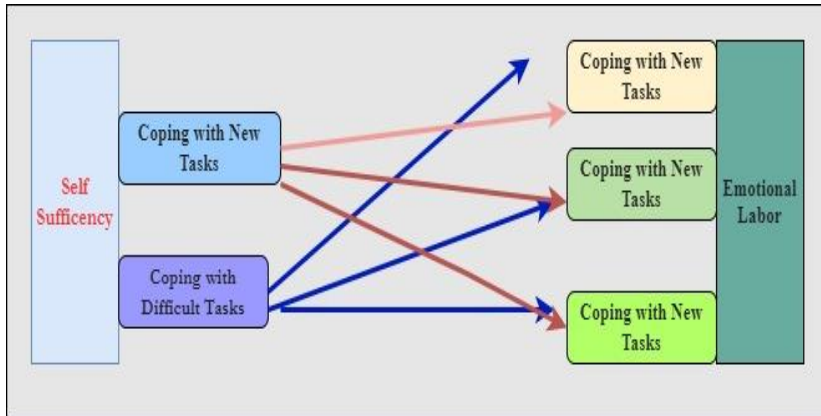 Self
Sufficency
Coping with New
Tasks
Coping with
Difficult Tasks
Coping with New
Tasks
Coping with New
Tasks
Coping with New
Tasks
Emotional
Labor